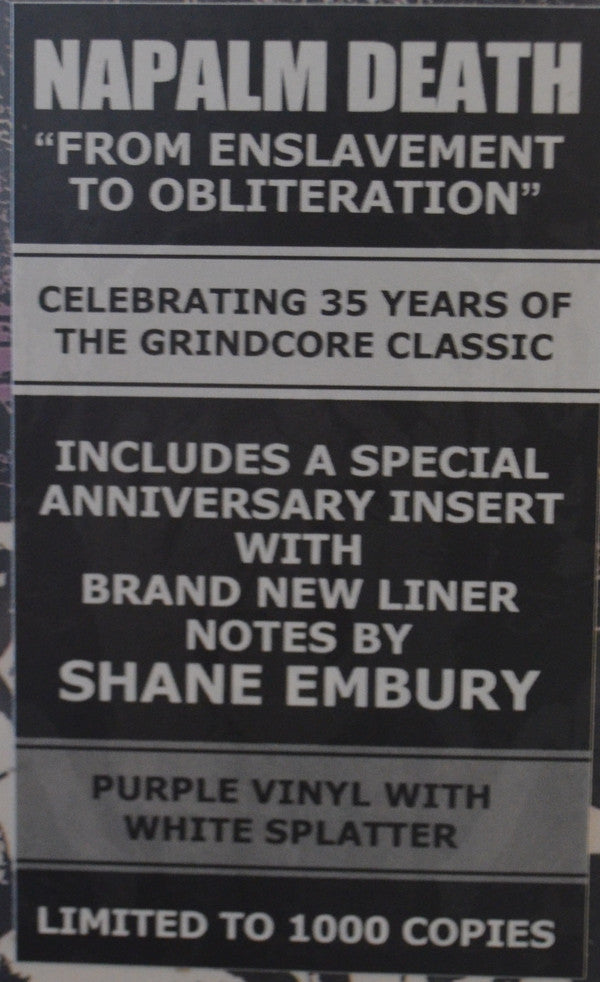 NAPALM DEATH
“FROM ENSLAVEMENT
TO OBLITERATION”
CELEBRATING 35 YEARS OF
THE GRINDCORE CLASSIC
INCLUDES A SPECIAL
ANNIVERSARY INSERT
WITH
BRAND NEW LINER
NOTES BY
SHANE EMBURY
PURPLE VINYL WITH
WHITE SPLATTER
LIMITED TO 1000 COPIES